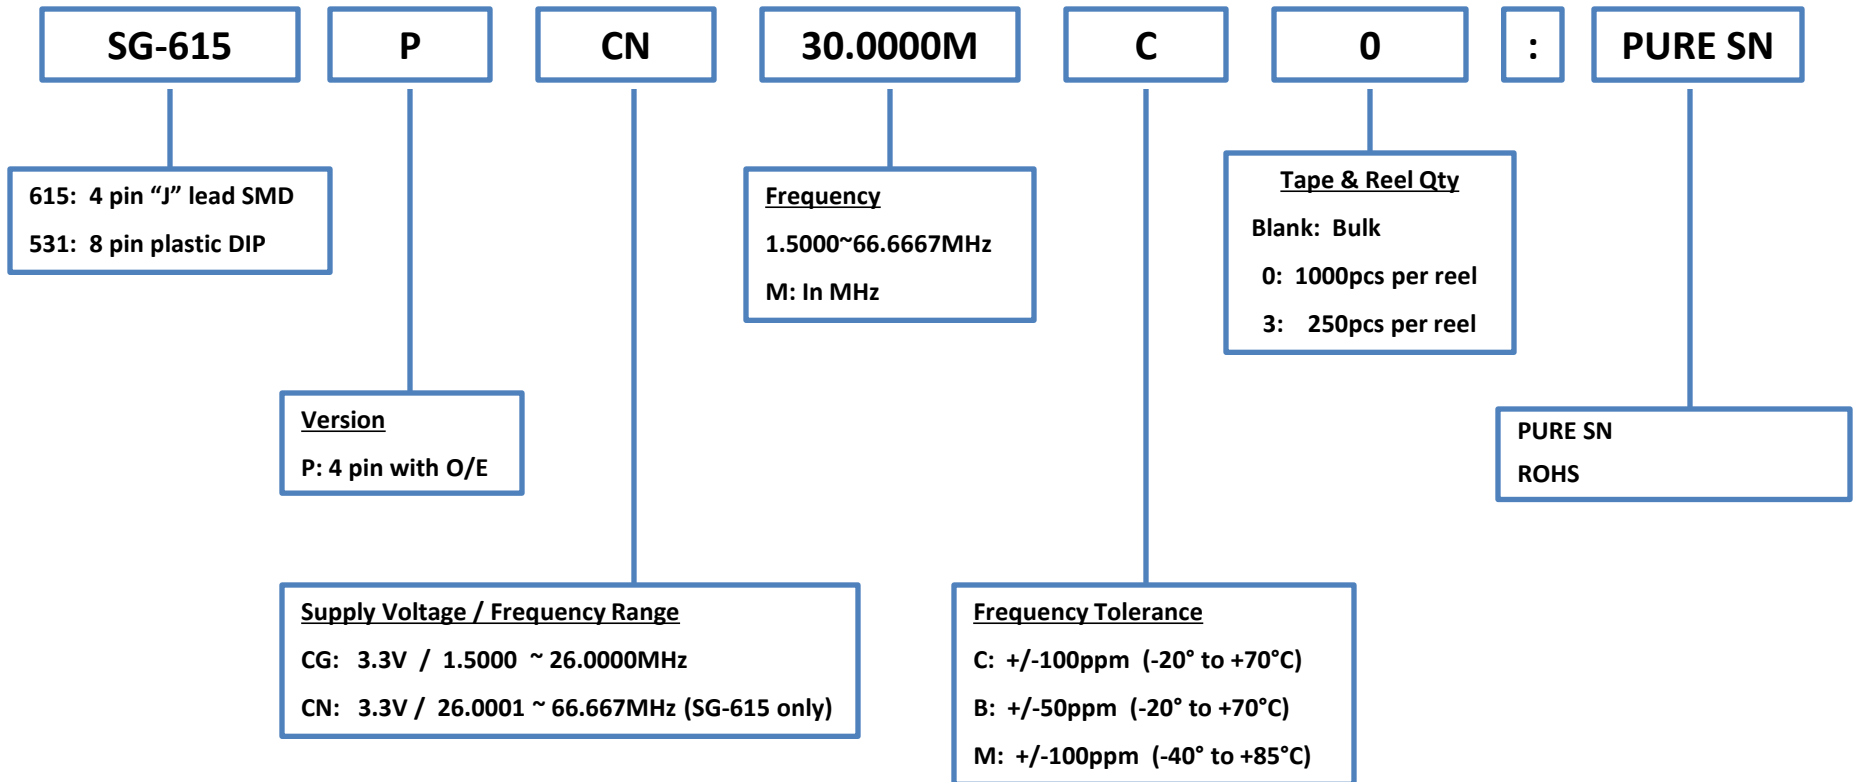 SG-615 P CN 30.0000M C 0 : PURE SN
615: 4 pin “J” lead SMD
531: 8 pin plastic DIP
Frequency
1.5000~66.6667MHz
M: In MHz
Tape & Reel Qty
Blank: Bulk
0: 1000pcs per reel
3: 250pcs per reel
Version
P: 4 pin with O/E
PURE SN
ROHS
Supply Voltage / Frequency Range
CG: 3.3V / 1.5000 ~ 26.0000MHz
CN: 3.3V / 26.0001 ~ 66.667MHz (SG-615 only)
Frequency Tolerance
C: +/-100ppm (-20° to +70°C)
B: +/-50ppm (-20° to +70°C)
M: +/-100ppm (-40° to +85°C)